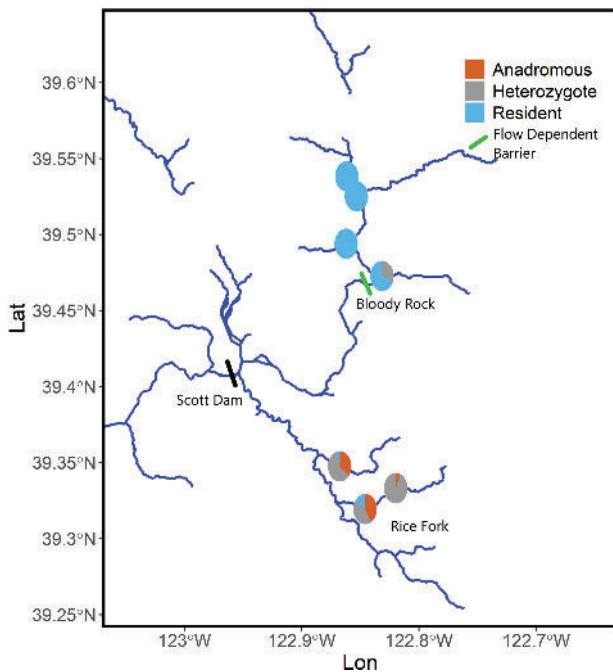 39.6°N
39.55°N
39.5°N
39.45°N
39.4°N
39.35°N
39.3°N
39.25°N
Lat
Anadromous
Heterozygote
Resident
Flow Dependent
Barrier
Bloody Rock
Scott Dam
Rice Fork
123°W
122.9°W
122.8°W
122.7°W
Lon